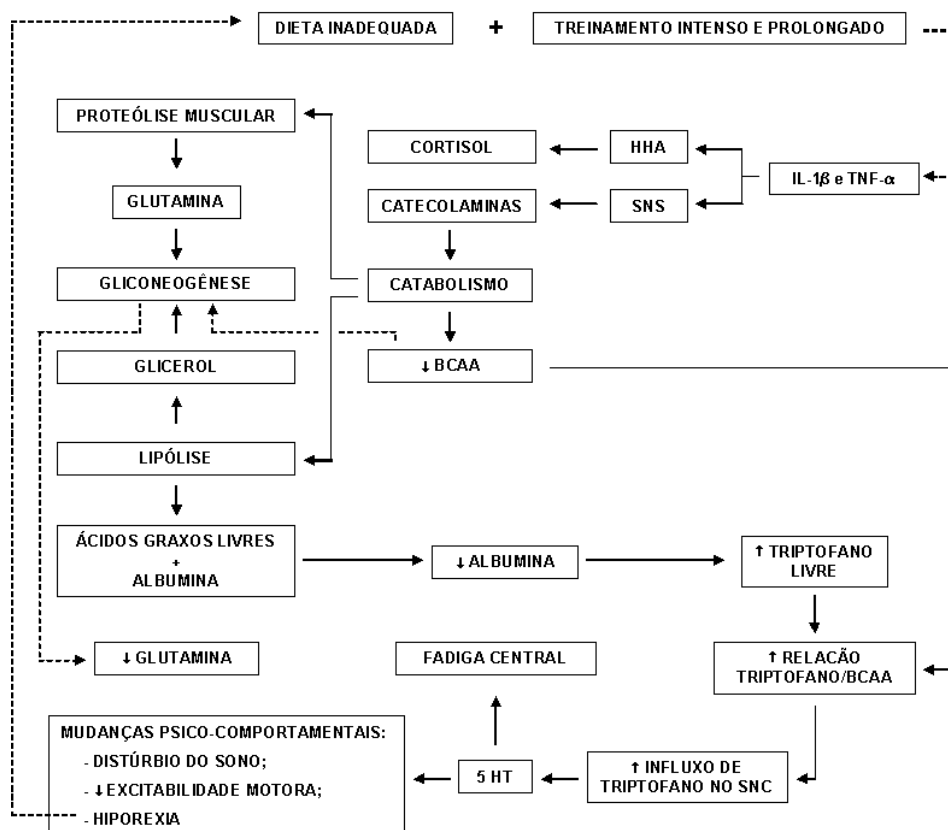 DIETA INADEQUADA + TREINAMENTO INTENSO E PROLONGADO
PROTEÓLISE MUSCULAR
CORTISOL
HHA
IL-1β e TNF-α
GLUTAMINA
CATECOLAMINAS
SNS
GLICONEOGÊNESE
CATABOLISMO
GLICEROL
↓ BCAA
LIPÓLISE
ÁCIDOS GRAXOS LIVRES
+
ALBUMINA
↓ ALBUMINA
↑ TRIPTOFANO
LIVRE
↓ GLUTAMINA
FADIGA CENTRAL
↑ RELACÃO
TRIPTOFANO/BCAA
MUDANÇAS PSICO-COMPORTAMENTAIS:
- DISTÚRBIO DO SONO;
- ↓ EXCITABILIDADE MOTORA;
- HIPOREXIA
5 HT
↑ INFLUXO DE
TRIPTOFANO NO SNC